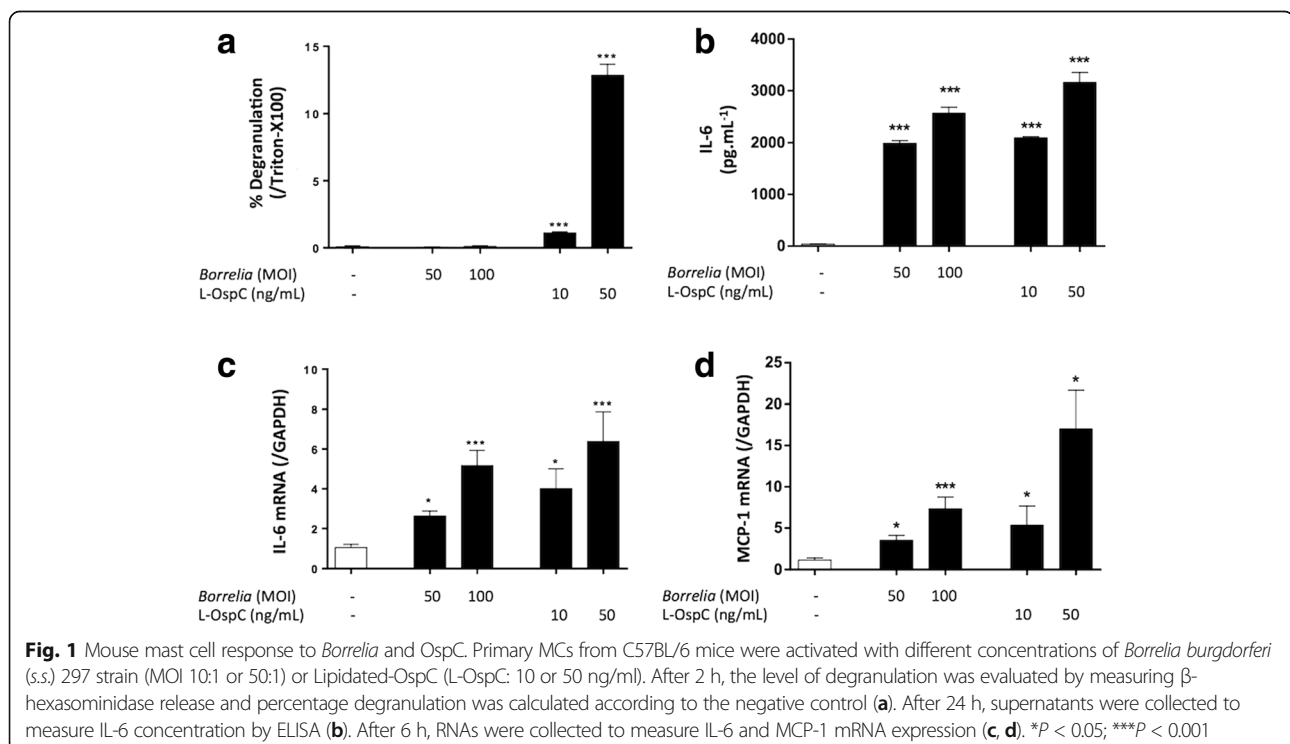 a
% Degranulation
(/Triton-X100)
15
10
5
0
***
***
Borrelia (MOI) - 50 100
L-OspC (ng/mL) - 10 50
b
IL-6
(pg.mL-1)
4000
3000
2000
1000
0
*** *** *** ***
Borrelia (MOI) - 50 100
L-OspC (ng/mL) - 10 50
c
IL-6 mRNA (/GAPDH)
10
8
6
4
2
0
* *** * ***
Borrelia (MOI) - 50 100
L-OspC (ng/mL) - 10 50
d
MCP-1 mRNA (/GAPDH)
25
20
15
10
5
0
* *** * *
Borrelia (MOI) - 50 100
L-OspC (ng/mL) - 10 50
Fig. 1 Mouse mast cell response to Borrelia and OspC. Primary MCs from C57BL/6 mice were activated with different concentrations of Borrelia burgdorferi
(s.s.) 297 strain (MOI 10:1 or 50:1) or Lipidated-OspC (L-OspC: 10 or 50 ng/ml). After 2 h, the level of degranulation was evaluated by measuring β-
hexasominidase release and percentage degranulation was calculated according to the negative control (a). After 24 h, supernatants were collected to
measure IL-6 concentration by ELISA (b). After 6 h, RNAs were collected to measure IL-6 and MCP-1 mRNA expression (c, d). *P < 0.05; ***P < 0.001